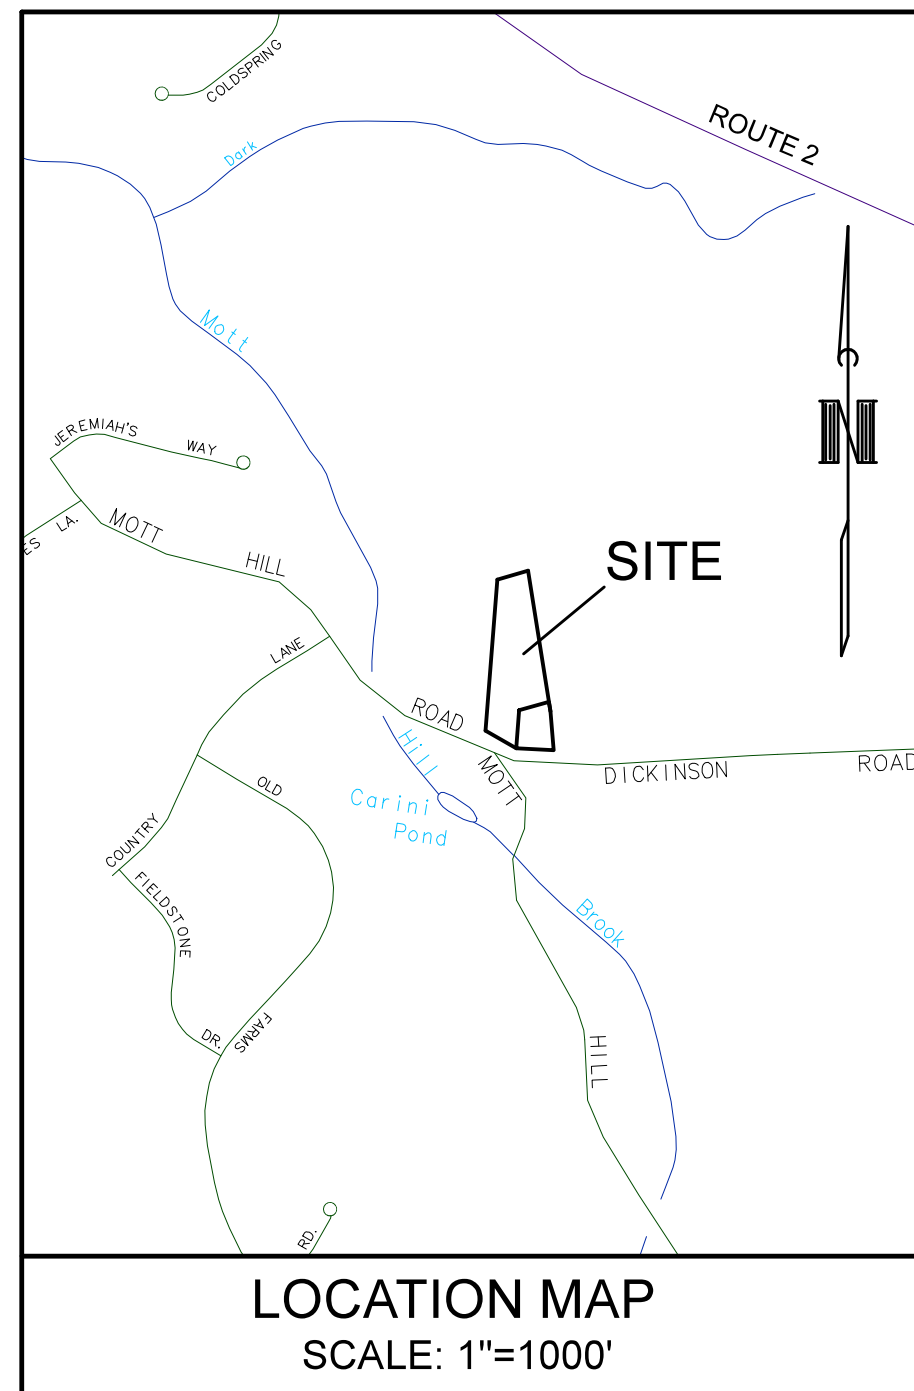 COLDSPRING
ROUTE 2
Dark
Mott
N
JEREMIAH'S WAY
LA.
ES
MOTT HILL ROAD
SITE
LANE
Hill
MOTT
DICKINSON ROAD
OLD
Carini
Pond
COUNTRY
FIELDSTONE
Brook
DR.
FARMS
HILL
RD.
LOCATION MAP
SCALE: 1"=1000'